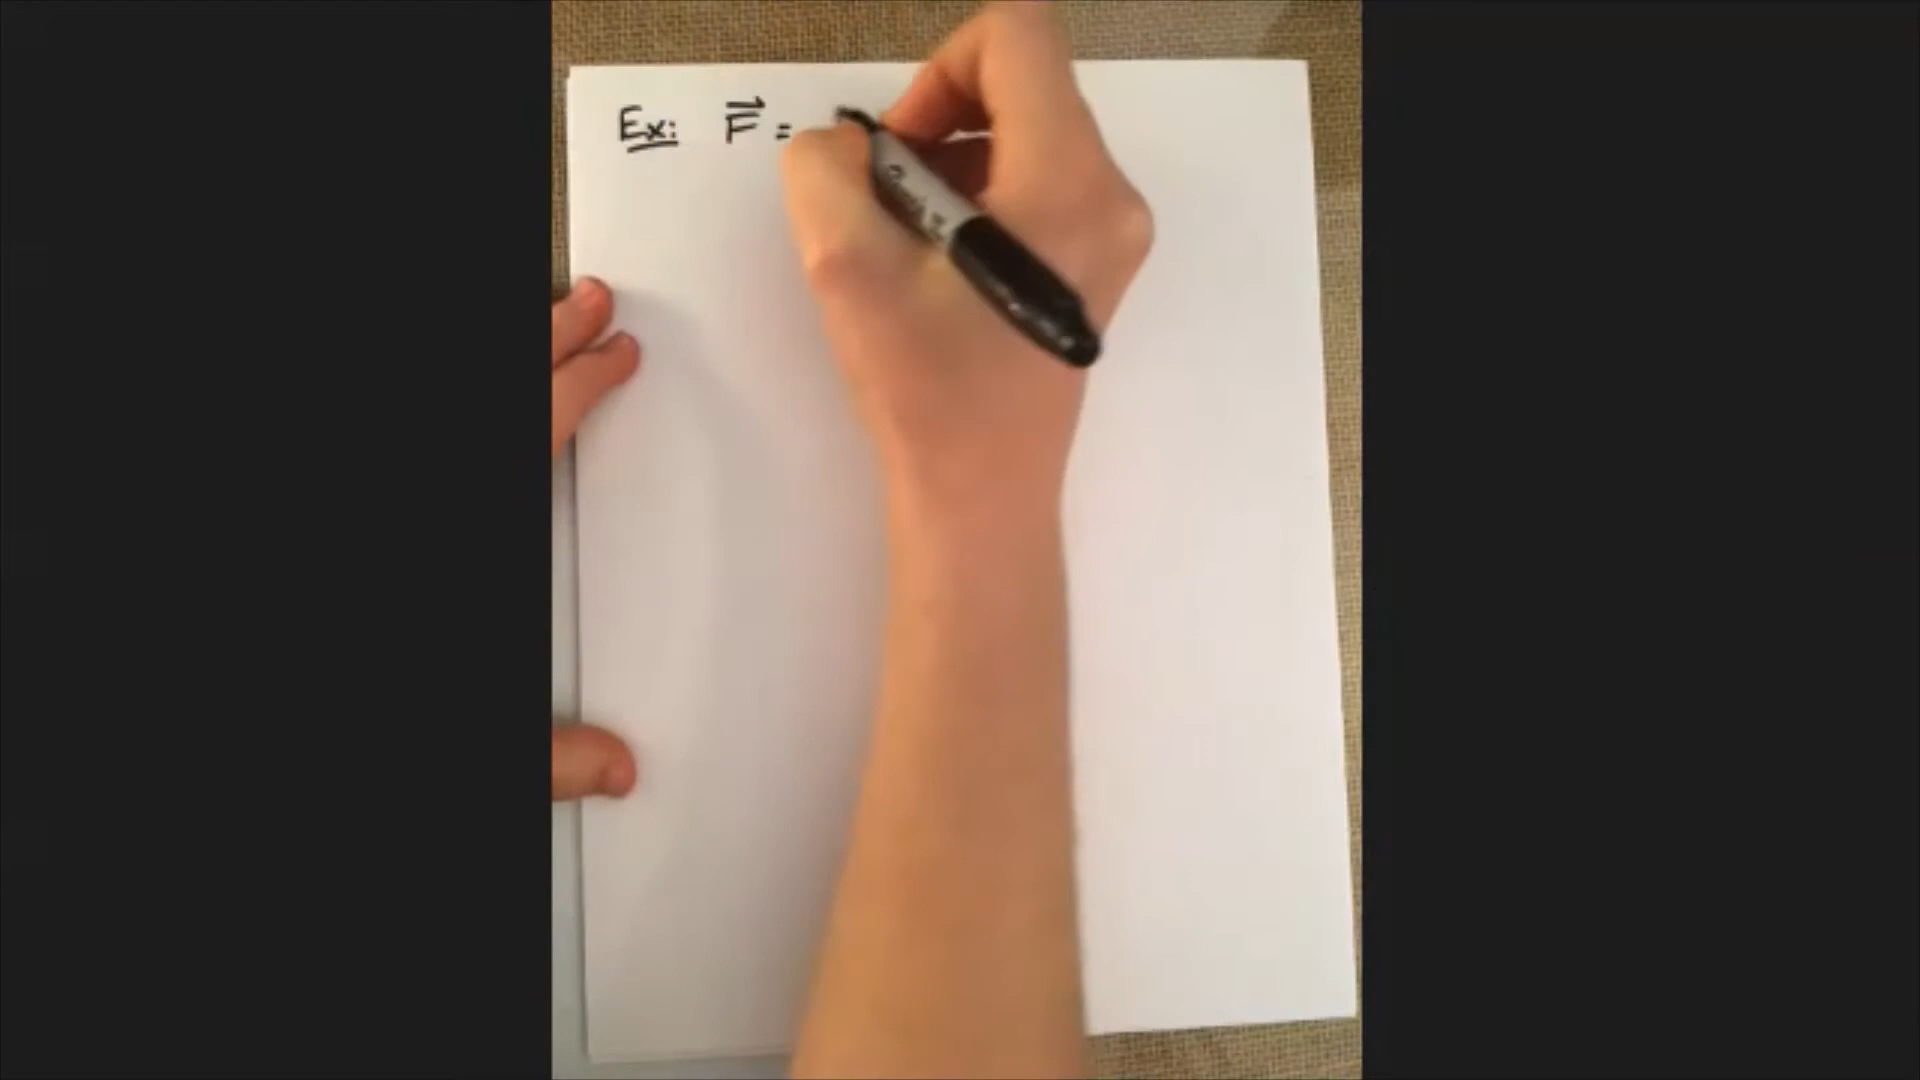 Ex: F⃗ =